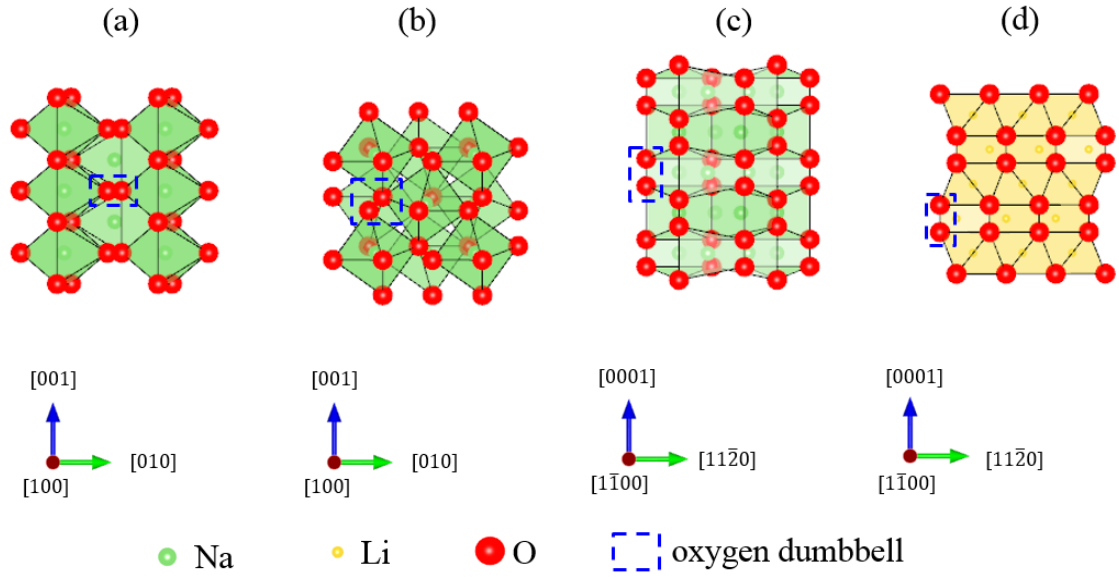 (a) (b) (c) (d)
[001] [001] [0001] [0001]
[010] [010] [112̅0] [112̅0]
[100] [100] [11̅00] [11̅00]
Na Li O oxygen dumbbell